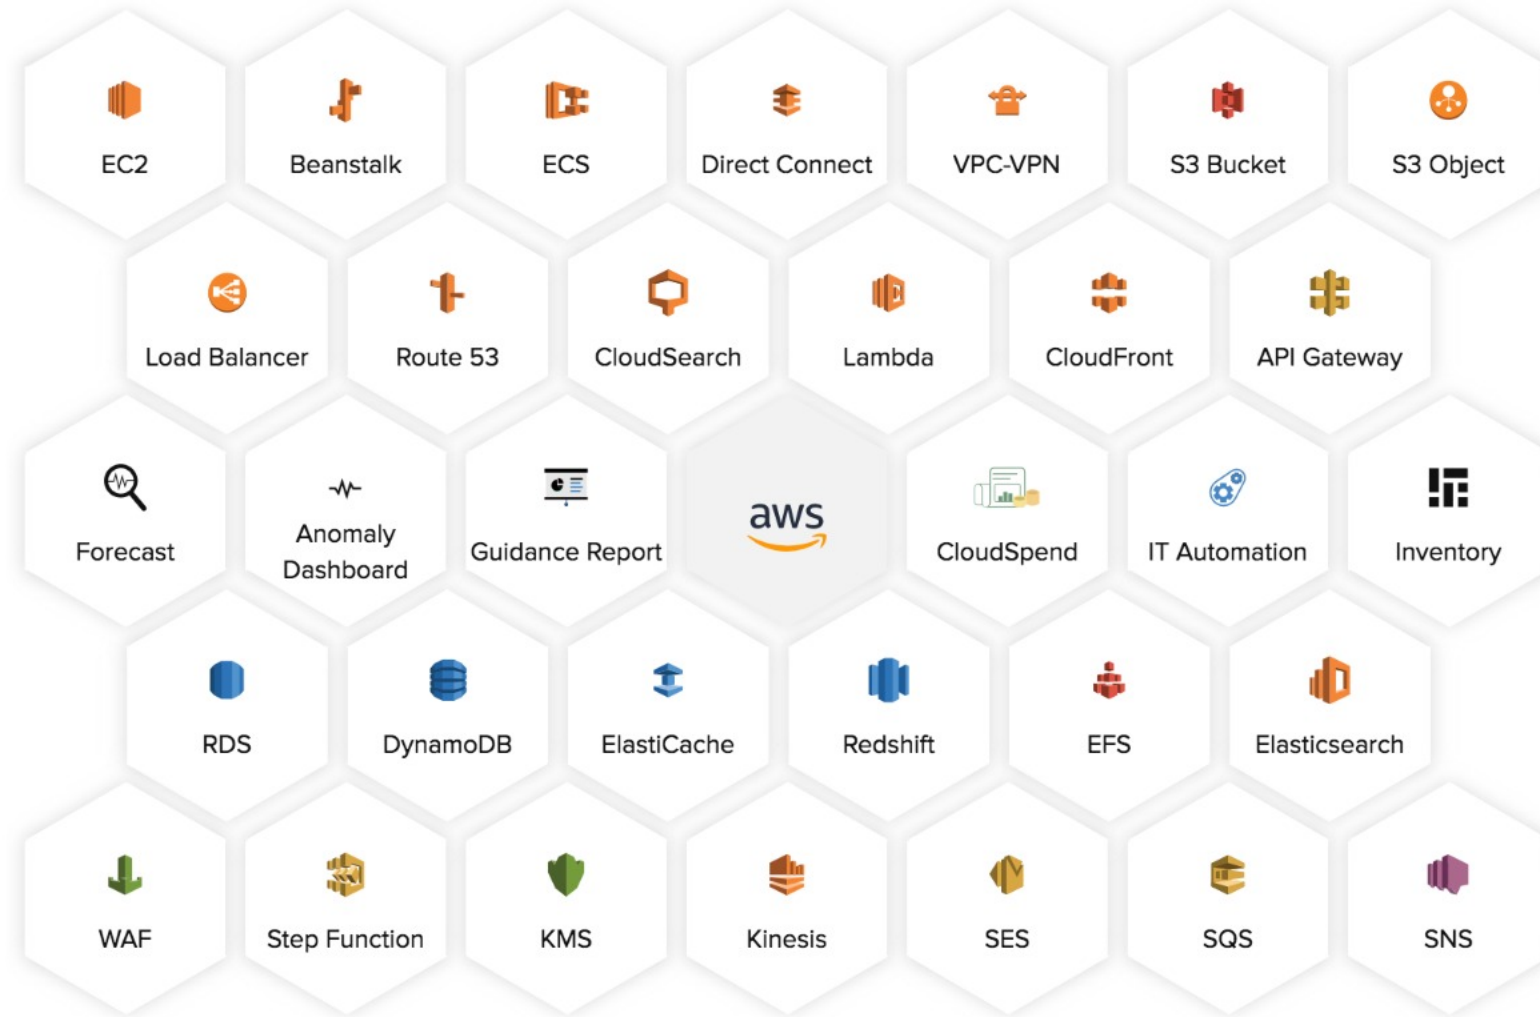 EC2
Beanstalk
ECS
Direct Connect
VPC-VPN
S3 Bucket
S3 Object
Load Balancer
Route 53
CloudSearch
Lambda
CloudFront
API Gateway
Forecast
Anomaly
Dashboard
Guidance Report
aws
CloudSpend
IT Automation
Inventory
RDS
DynamoDB
ElastiCache
Redshift
EFS
Elasticsearch
WAF
Step Function
KMS
Kinesis
SES
SQS
SNS